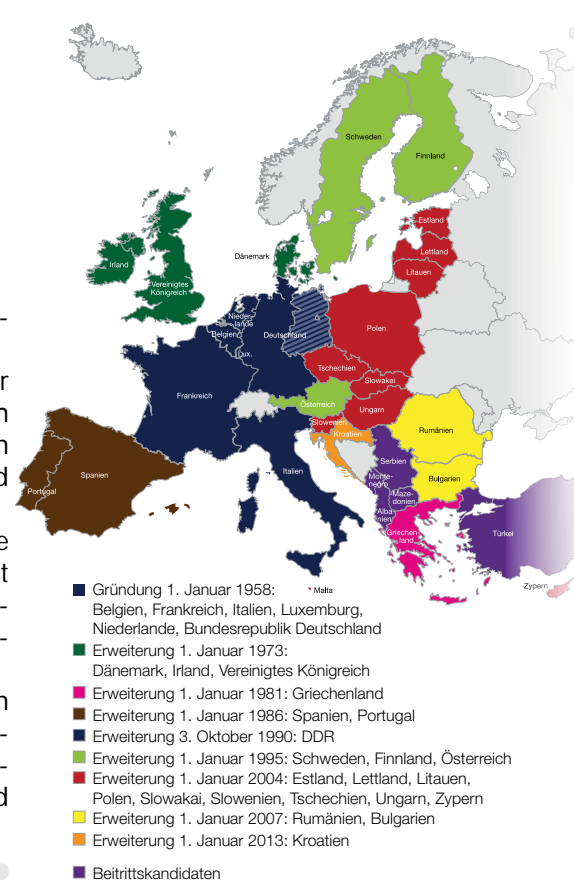 Schweden
Finnland
Estland
Lettland
Litauen
Dänemark
Irland
Vereinigtes
Königreich
Nieder-
lande
Belgien
Lux.
Deutschland
Polen
Tschechien
Slowakei
Frankreich
Österreich
Ungarn
Slowenien
Kroatien
Rumänien
Italien
Serbien
Bulgarien
Monte-
negro
Maze-
donien
Alba-
nien
Griechen-
land
Türkei
Spanien
Portugal
Zypern
Malta
Gründung 1. Januar 1958:
Belgien, Frankreich, Italien, Luxemburg,
Niederlande, Bundesrepublik Deutschland
Erweiterung 1. Januar 1973:
Dänemark, Irland, Vereinigtes Königreich
Erweiterung 1. Januar 1981: Griechenland
Erweiterung 1. Januar 1986: Spanien, Portugal
Erweiterung 3. Oktober 1990: DDR
Erweiterung 1. Januar 1995: Schweden, Finnland, Österreich
Erweiterung 1. Januar 2004: Estland, Lettland, Litauen,
Polen, Slowakai, Slowenien, Tschechien, Ungarn, Zypern
Erweiterung 1. Januar 2007: Rumänien, Bulgarien
Erweiterung 1. Januar 2013: Kroatien
Beitrittskandidaten